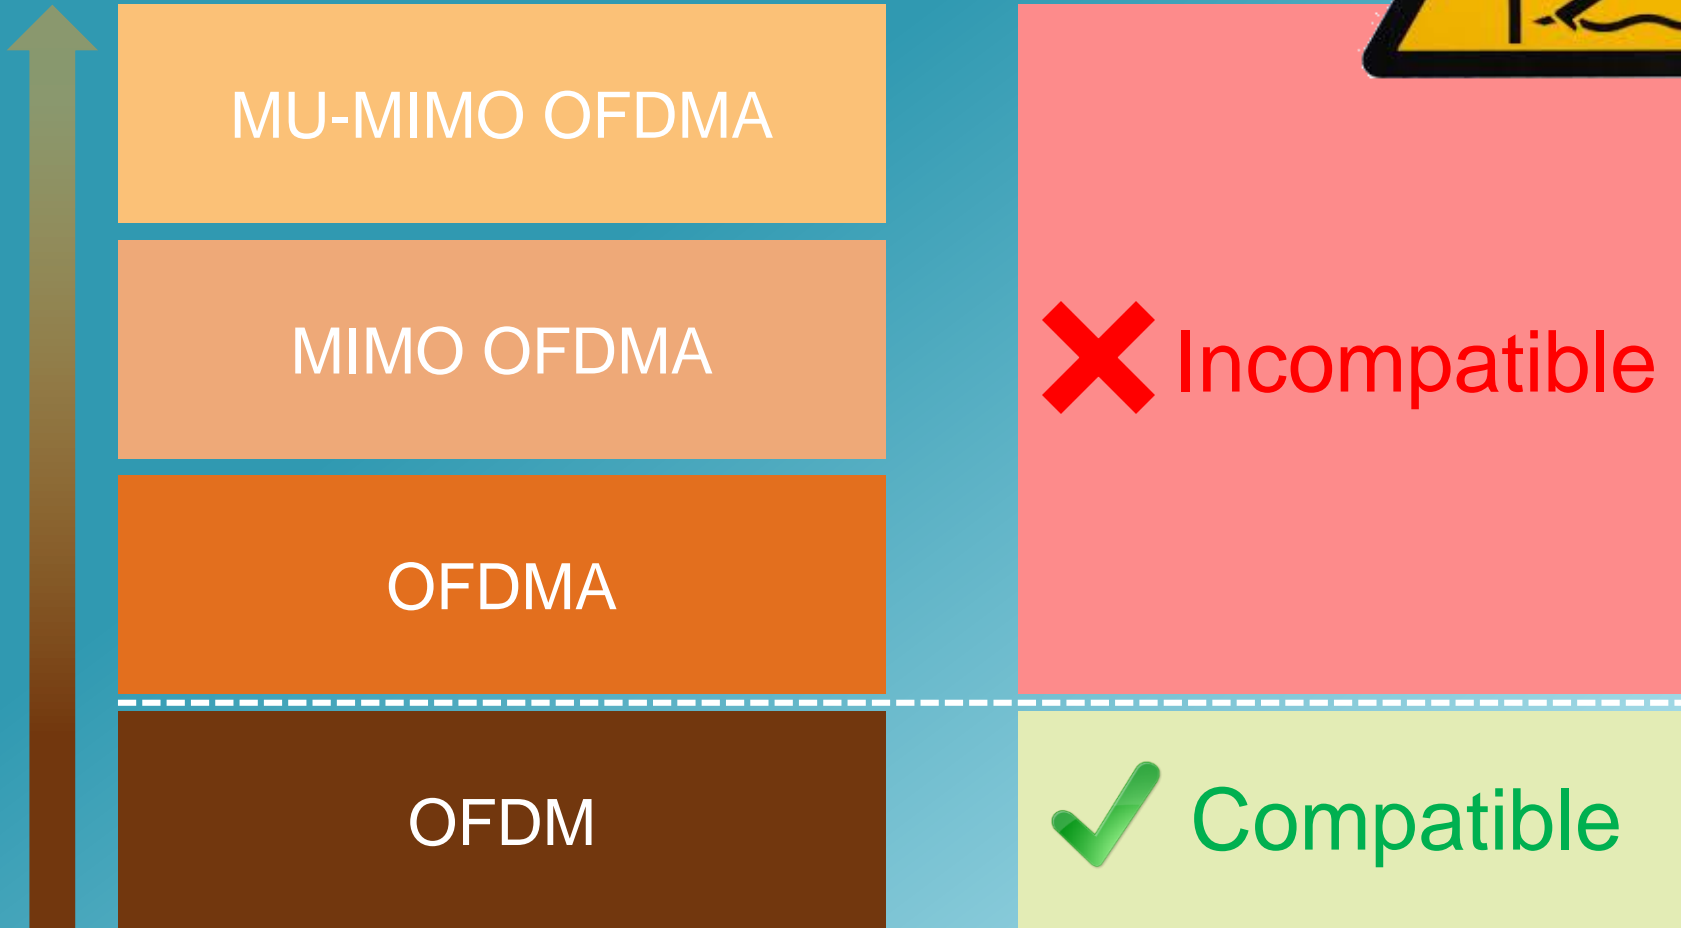 MU-MIMO OFDMA
MIMO OFDMA
Incompatible
OFDMA
OFDM
Compatible